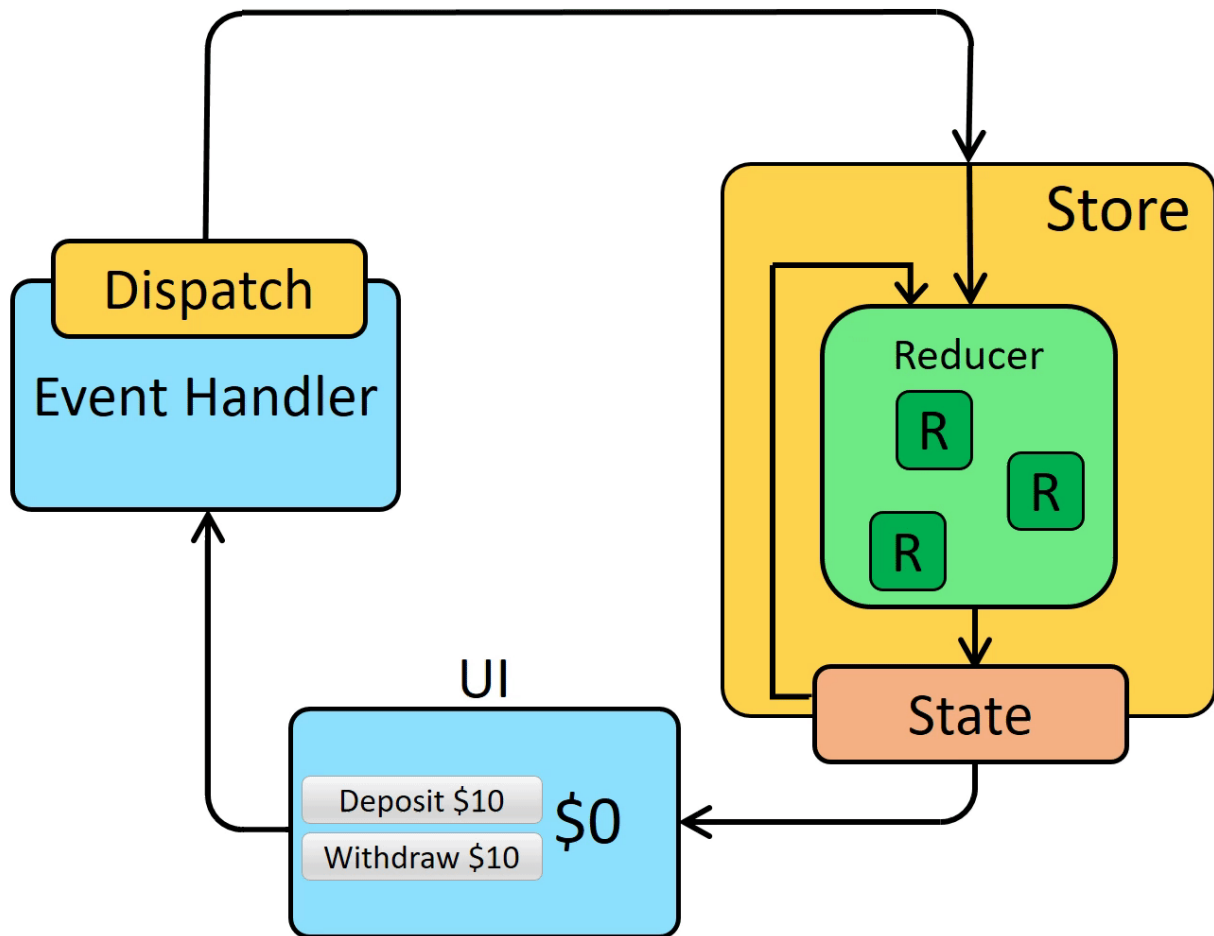 Store
Dispatch
Event Handler
Reducer
R
R
R
UI
State
Deposit $10
$0
Withdraw $10